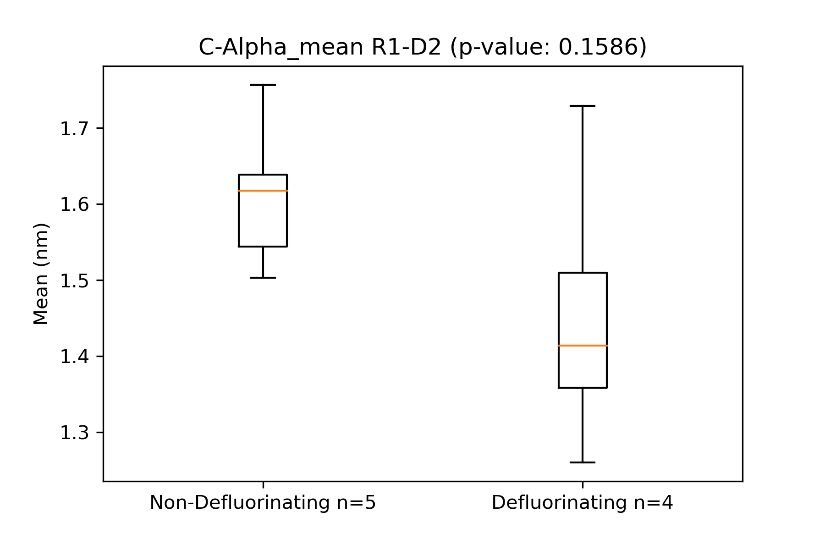 C-Alpha_mean R1-D2 (p-value: 0.1586)
Mean (nm)
1.7
1.6
1.5
1.4
1.3
Non-Defluorinating n=5
Defluorinating n=4